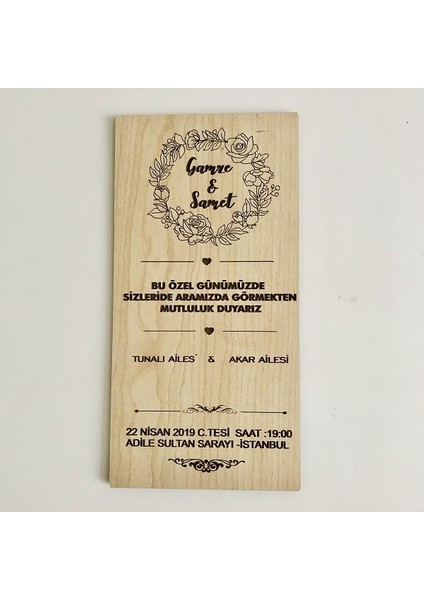 Gamze
&
Samet
BU ÖZEL GÜNÜMÜZDE
SİZLERİDE ARAMIZDA GÖRMEKTEN
MUTLULUK DUYARIZ
TUNALI AİLES˙ & AKAR AİLESİ
22 NİSAN 2019 C.TESİ SAAT :19:00
ADİLE SULTAN SARAYI -İSTANBUL